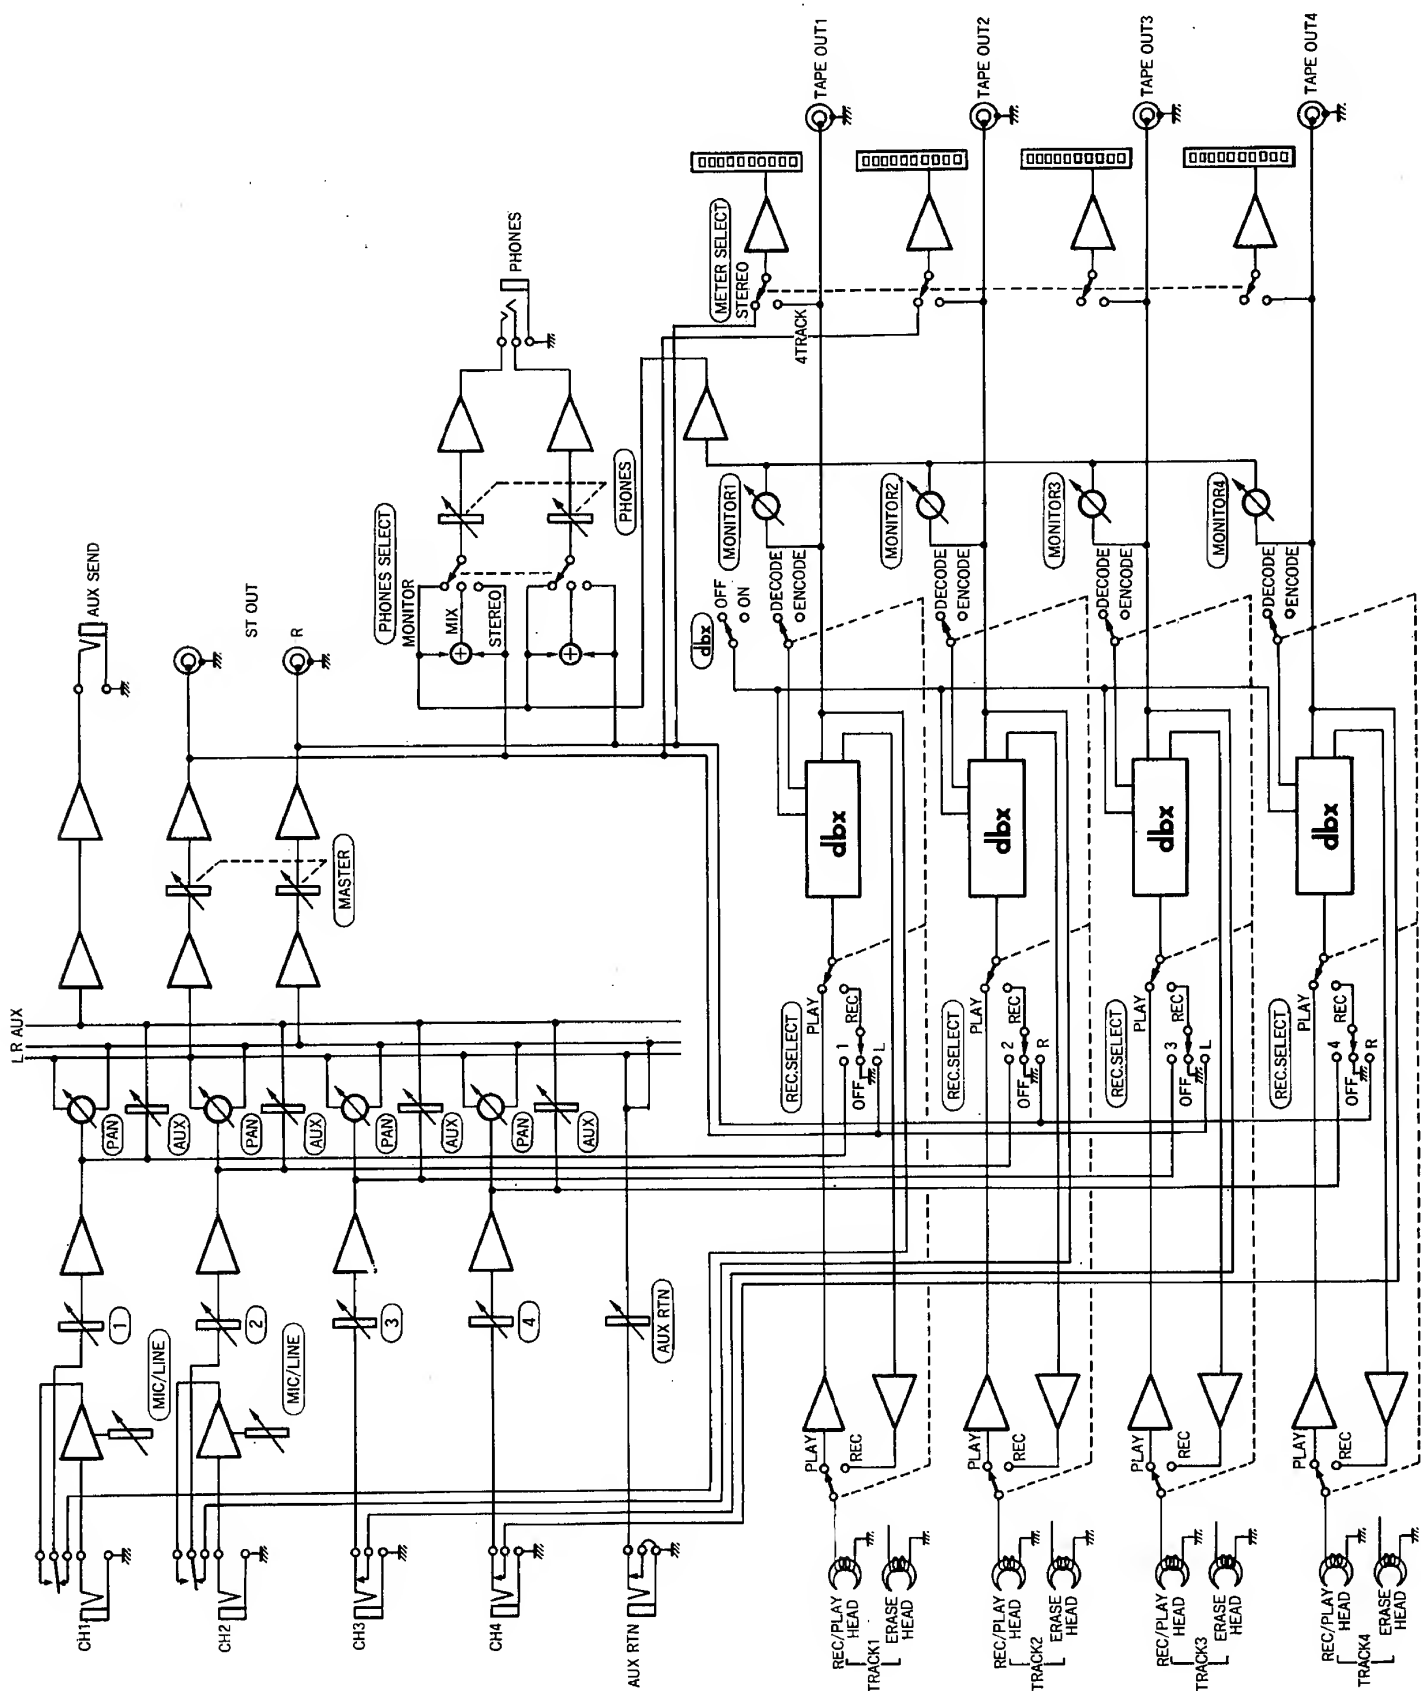 CH1
CH2
CH3
CH4
AUX RTN
MIC/LINE
MIC/LINE
1
2
3
4
AUX RTN
PAN
AUX
PAN
AUX
PAN
AUX
PAN
AUX
L R AUX
MASTER
AUX SEND
ST OUT
R
PHONES SELECT
MONITOR
MIX
STEREO
PHONES
PHONES
METER SELECT
STEREO
4TRACK
dbx
OFF
ON
MONITOR1
DECODE
ENCODE
MONITOR2
DECODE
ENCODE
MONITOR3
DECODE
ENCODE
MONITOR4
DECODE
ENCODE
TAPE OUT1
TAPE OUT2
TAPE OUT3
TAPE OUT4
dbx
dbx
dbx
dbx
REC.SELECT
PLAY
REC
1
OFF
L
REC.SELECT
PLAY
REC
2
OFF
R
REC.SELECT
PLAY
REC
3
OFF
L
REC.SELECT
PLAY
REC
4
OFF
R
PLAY
REC
PLAY
REC
PLAY
REC
PLAY
REC
REC/PLAY
HEAD
ERASE
HEAD
TRACK1
REC/PLAY
HEAD
ERASE
HEAD
TRACK2
REC/PLAY
HEAD
ERASE
HEAD
TRACK3
REC/PLAY
HEAD
ERASE
HEAD
TRACK4